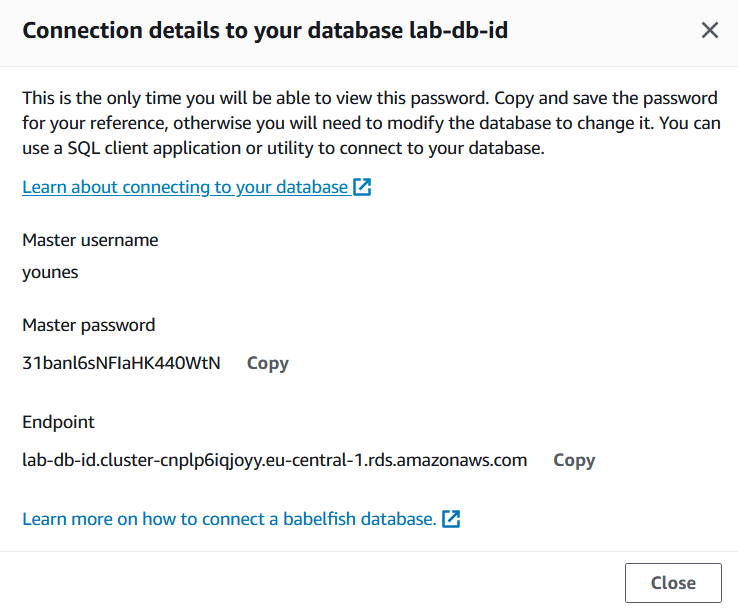 Connection details to your database lab-db-id
This is the only time you will be able to view this password. Copy and save the password
for your reference, otherwise you will need to modify the database to change it. You can
use a SQL client application or utility to connect to your database.
Learn about connecting to your database
Master username
younes
Master password
31banl6sNFIaHK440WtN Copy
Endpoint
lab-db-id.cluster-cnplp6iqjoyy.eu-central-1.rds.amazonaws.com Copy
Learn more on how to connect a babelfish database.
Close